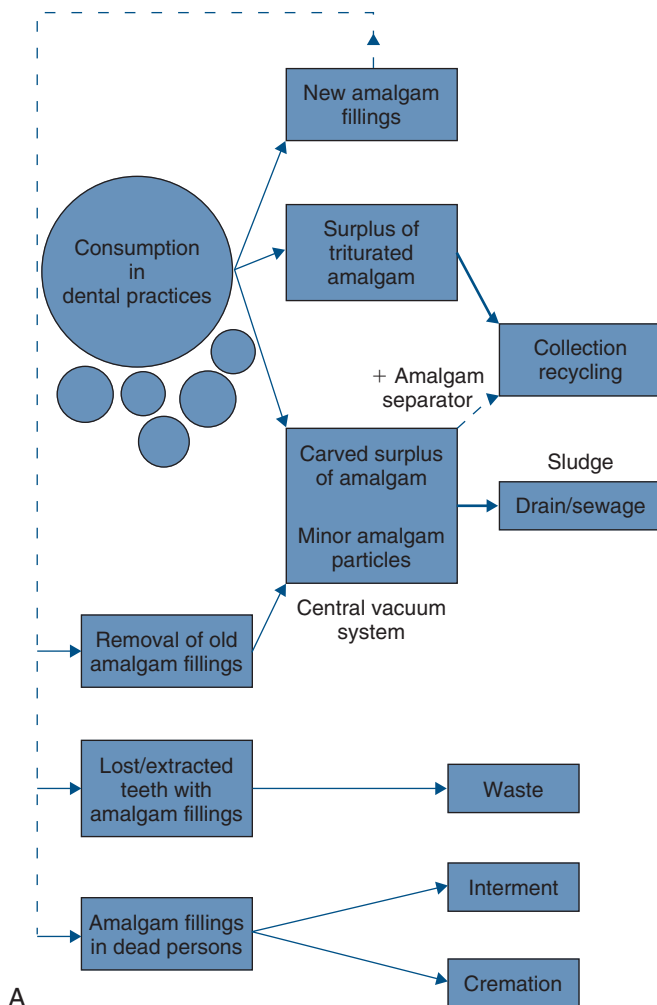 New amalgam
fillings
Consumption
in
dental practices
Surplus of
triturated
amalgam
Collection
recycling
+ Amalgam
separator
Carved surplus
of amalgam
Minor amalgam
particles
Sludge
Drain/sewage
Central vacuum
system
Removal of old
amalgam fillings
Lost/extracted
teeth with
amalgam fillings
Waste
Amalgam fillings
in dead persons
Interment
Cremation
A